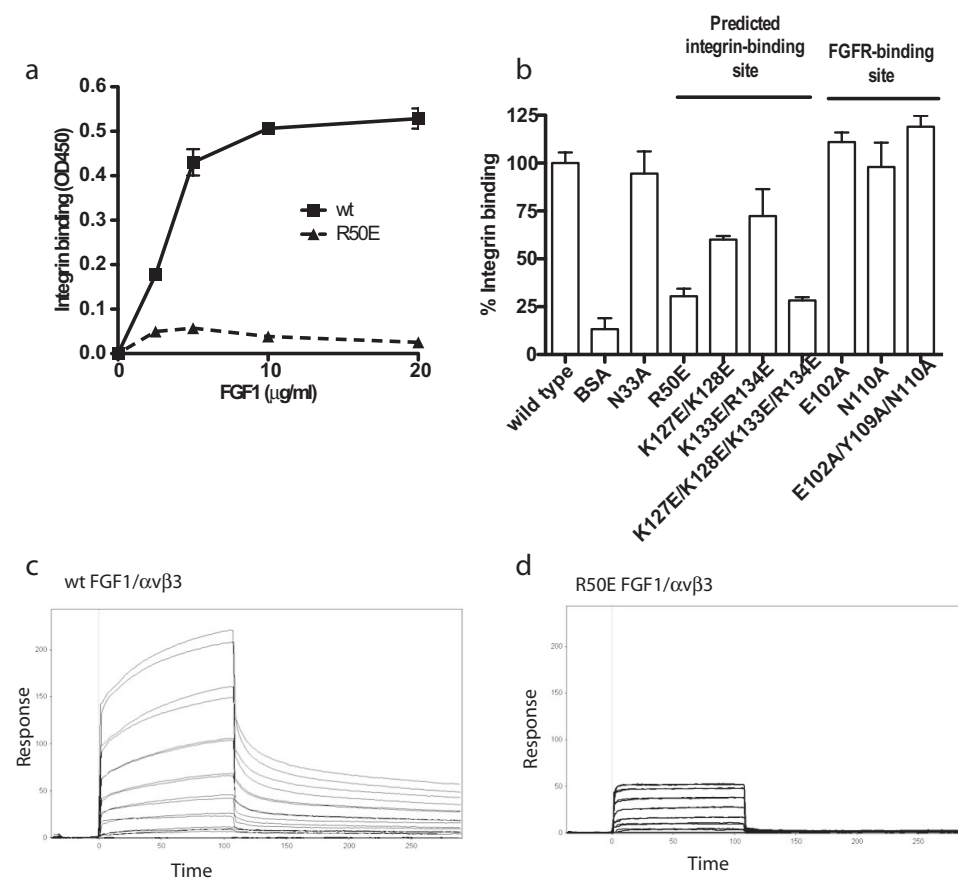 a
0.6
0.5
0.4
0.3
0.2
0.1
0.0
0
10
20
Integrin binding (OD450)
FGF1 (μg/ml)
wt
R50E
b
Predicted
integrin-binding
site
FGFR-binding
site
125
100
75
50
25
0
% Integrin binding
wild type
BSA
N33A
R50E
K127E/K128E
K133E/R134E
K127E/K128E/K133E/R134E
E102A
N110A
E102A/Y109A/N110A
c
wt FGF1/αvβ3
200
150
100
50
0
Response
0
50
100
150
200
250
Time
d
R50E FGF1/αvβ3
200
150
100
50
0
Response
0
50
100
150
200
250
Time